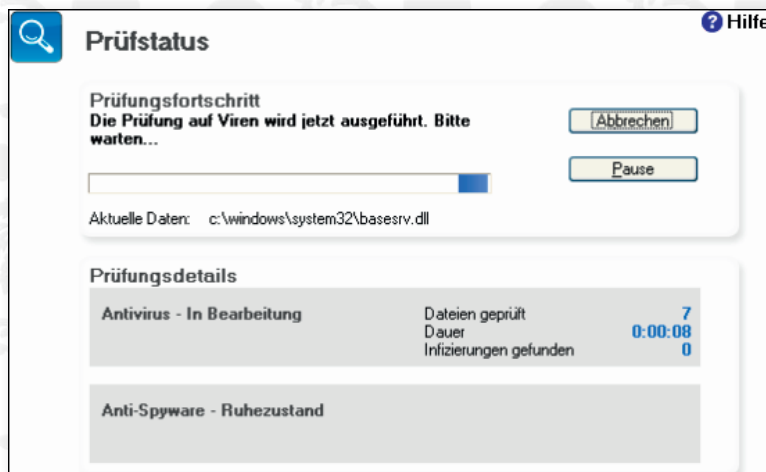 Hilfe
Prüfstatus
Prüfungsfortschritt
Die Prüfung auf Viren wird jetzt ausgeführt. Bitte
warten...
Abbrechen
Pause
Aktuelle Daten: c:\windows\system32\basesrv.dll
Prüfungsdetails
Antivirus - In Bearbeitung
Dateien geprüft 7
Dauer 0:00:08
Infizierungen gefunden 0
Anti-Spyware - Ruhezustand